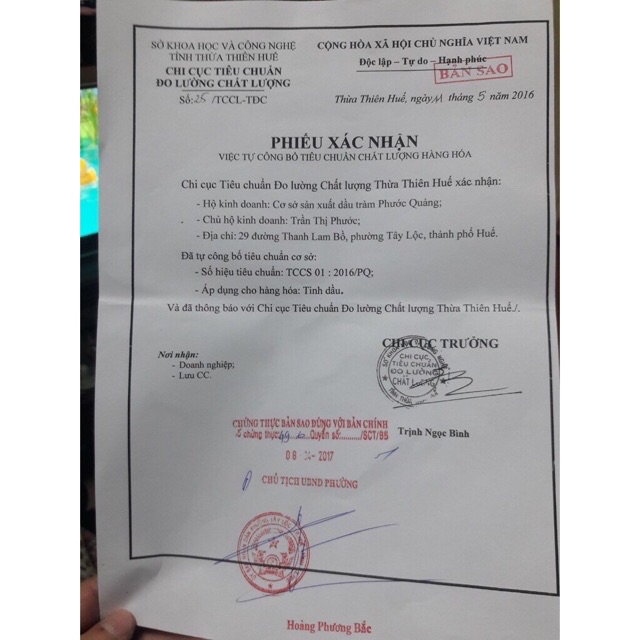 SỞ KHOA HỌC VÀ CÔNG NGHỆ
TỈNH THỪA THIÊN HUẾ
CHI CỤC TIÊU CHUẨN
ĐO LƯỜNG CHẤT LƯỢNG
Số: 25 /TCCL-TĐC
CỘNG HÒA XÃ HỘI CHỦ NGHĨA VIỆT NAM
Độc lập – Tự do – Hạnh phúc
BẢN SAO
Thừa Thiên Huế, ngày 11 tháng 5 năm 2016
PHIẾU XÁC NHẬN
VIỆC TỰ CÔNG BỐ TIÊU CHUẨN CHẤT LƯỢNG HÀNG HÓA
Chi cục Tiêu chuẩn Đo lường Chất lượng Thừa Thiên Huế xác nhận:
- Hộ kinh doanh: Cơ sở sản xuất dầu tràm Phước Quảng;
- Chủ hộ kinh doanh: Trần Thị Phước;
- Địa chỉ: 29 đường Thanh Lam Bồ, phường Tây Lộc, thành phố Huế.
Đã tự công bố tiêu chuẩn cơ sở:
- Số hiệu tiêu chuẩn: TCCS 01 : 2016/PQ;
- Áp dụng cho hàng hóa: Tinh dầu.
Và đã thông báo với Chi cục Tiêu chuẩn Đo lường Chất lượng Thừa Thiên Huế./.
Nơi nhận:
- Doanh nghiệp;
- Lưu CC.
CHI CỤC TRƯỞNG
CHI CỤC
TIÊU CHUẨN
ĐO LƯỜNG
CHẤT LƯỢNG
Trịnh Ngọc Bình
CHỨNG THỰC BẢN SAO ĐÚNG VỚI BẢN CHÍNH
Số chứng thực Quyển số:........./SCT/BS
08 -04- 2017
CHỦ TỊCH UBND PHƯỜNG
Hoàng Phương Bắc